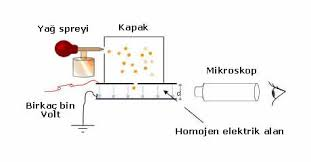 Yağ spreyi
Kapak
Mikroskop
Birkaç bin
Volt
d
Homojen elektrik alan